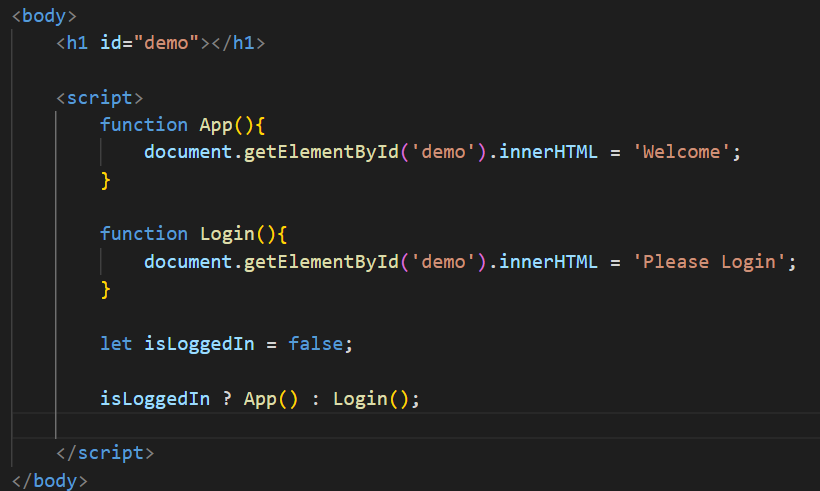 <body>
<h1 id="demo"></h1>
<script>
function App(){
document.getElementById('demo').innerHTML = 'Welcome';
}
function Login(){
document.getElementById('demo').innerHTML = 'Please Login';
}
let isLoggedIn = false;
isLoggedIn ? App() : Login();
</script>
</body>